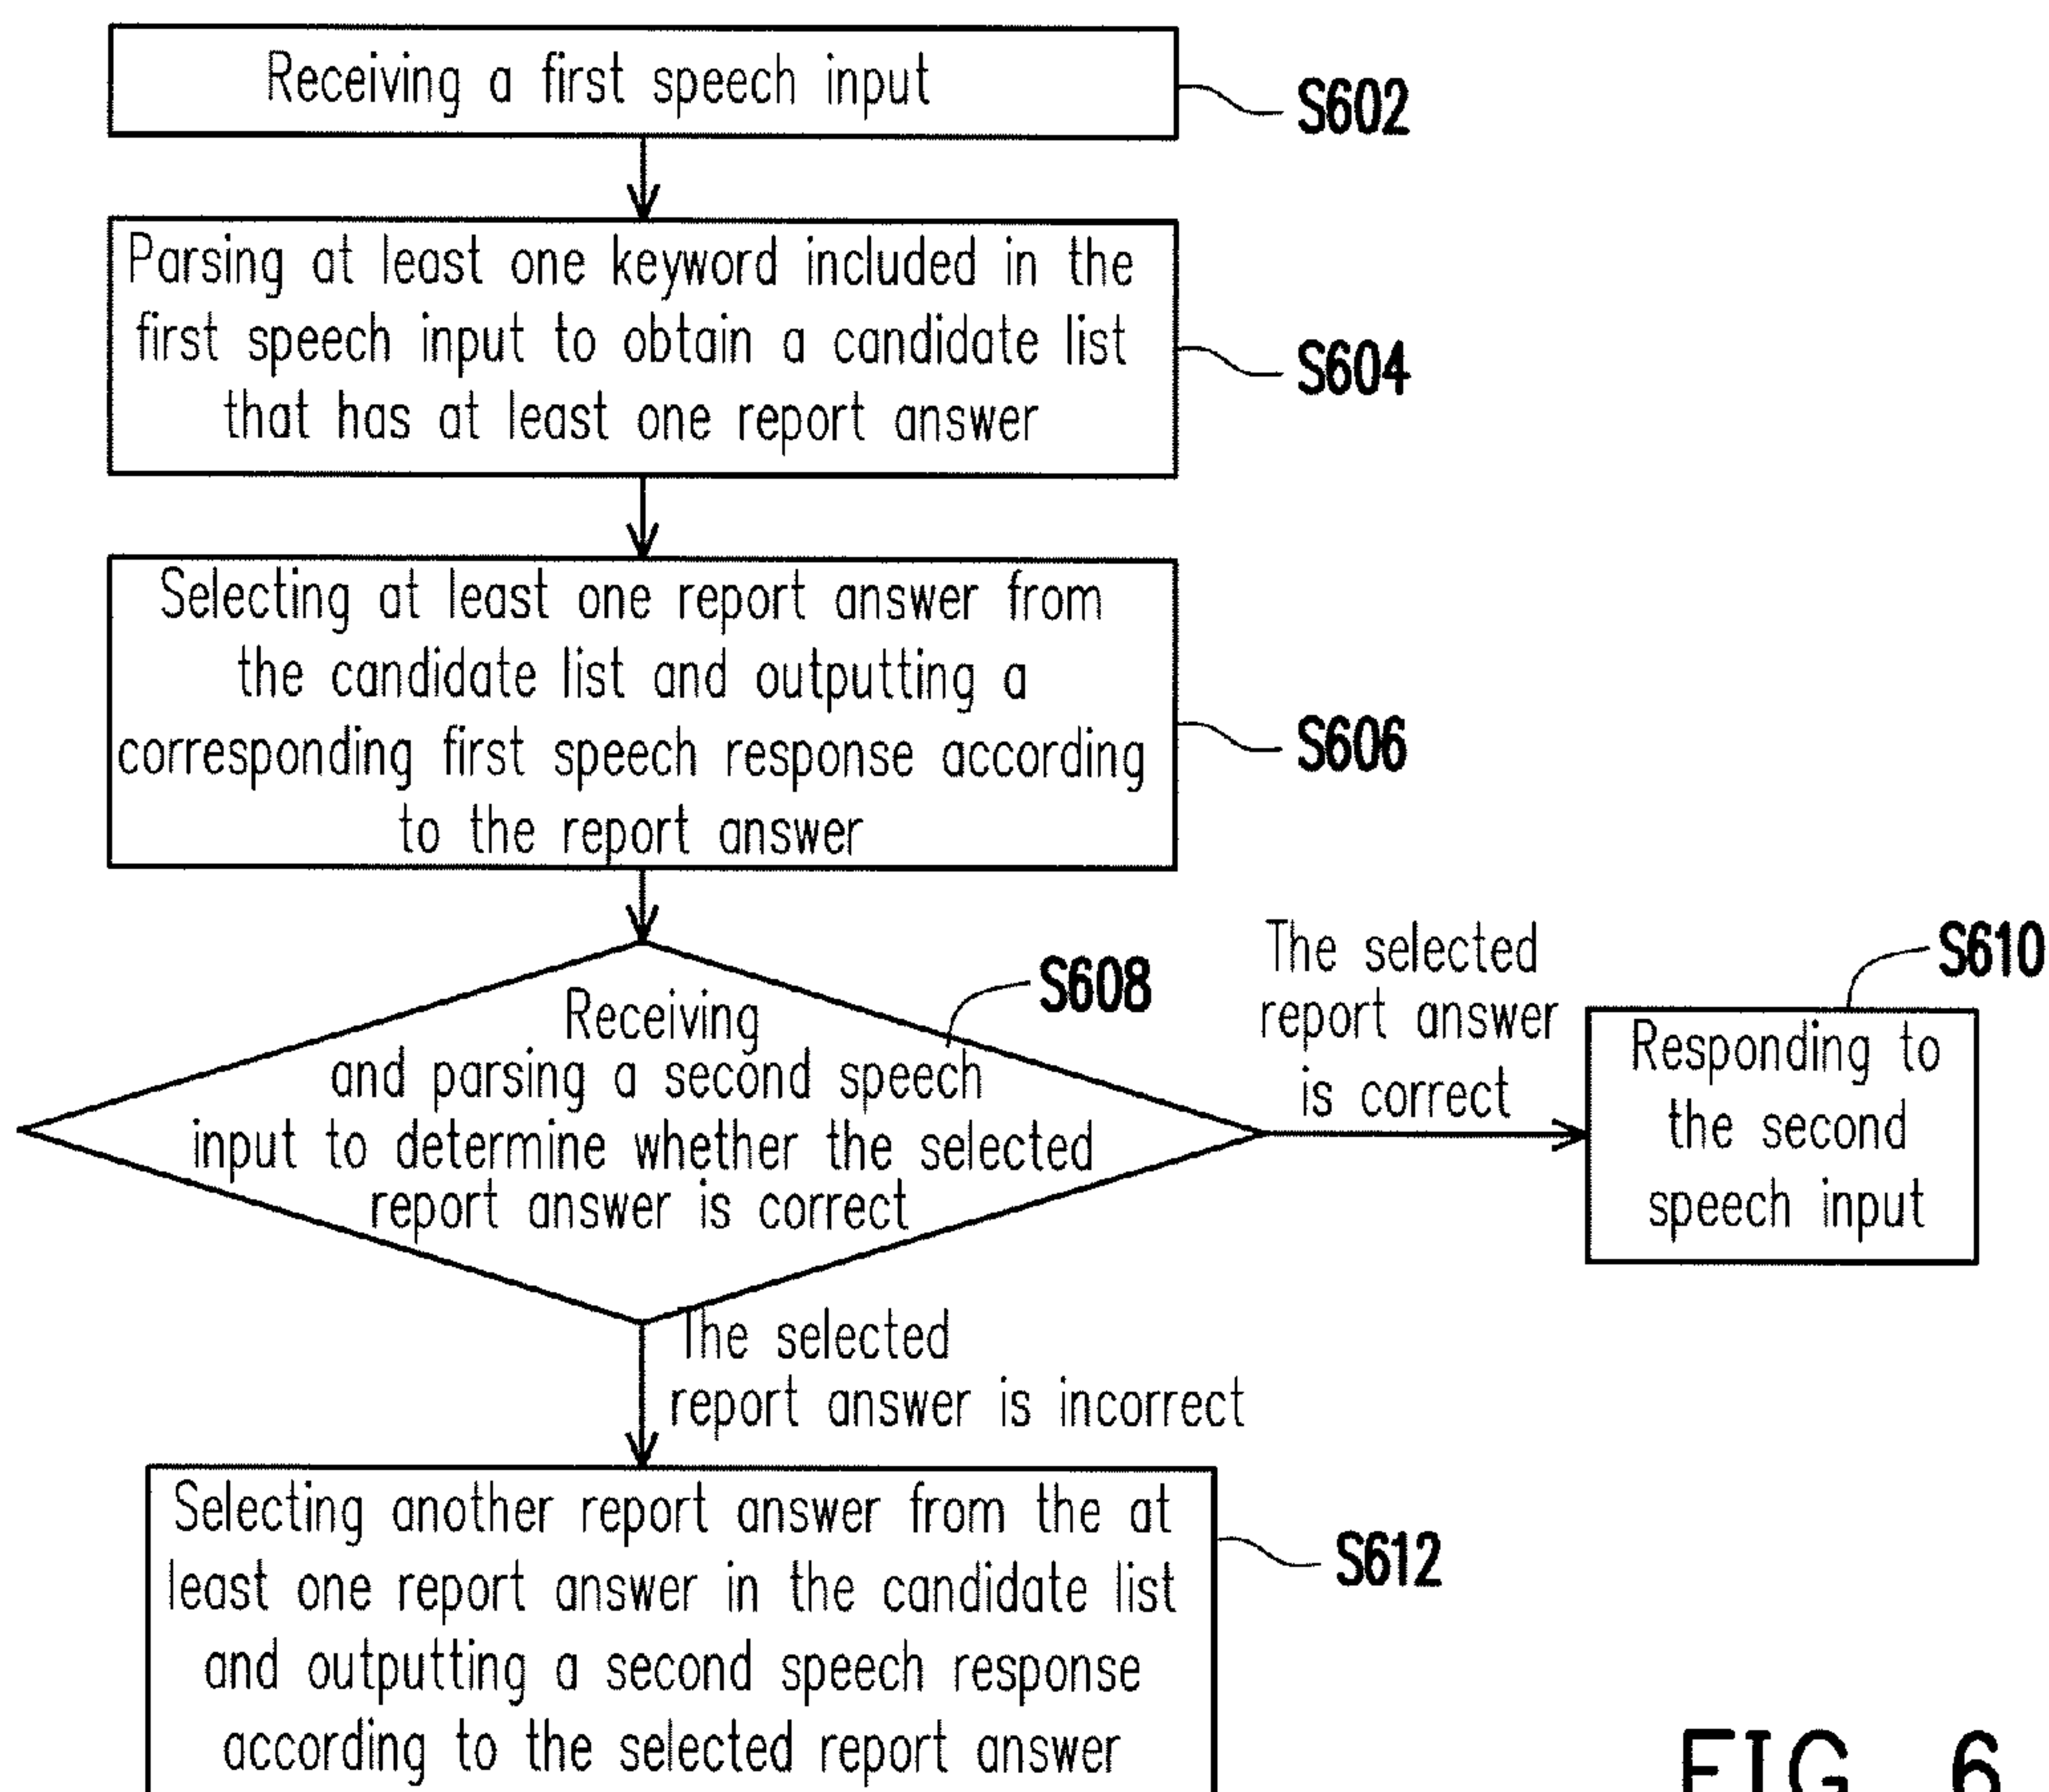 Receiving a first speech input
S602
Parsing at least one keyword included in the
first speech input to obtain a candidate list
that has at least one report answer
S604
Selecting at least one report answer from
the candidate list and outputting a
corresponding first speech response according
to the report answer
S606
Receiving
and parsing a second speech
input to determine whether the selected
report answer is correct
S608
The selected
report answer
is correct
S610
Responding to
the second
speech input
The selected
report answer is incorrect
Selecting another report answer from the at
least one report answer in the candidate list
and outputting a second speech response
according to the selected report answer
S612
FIG. 6